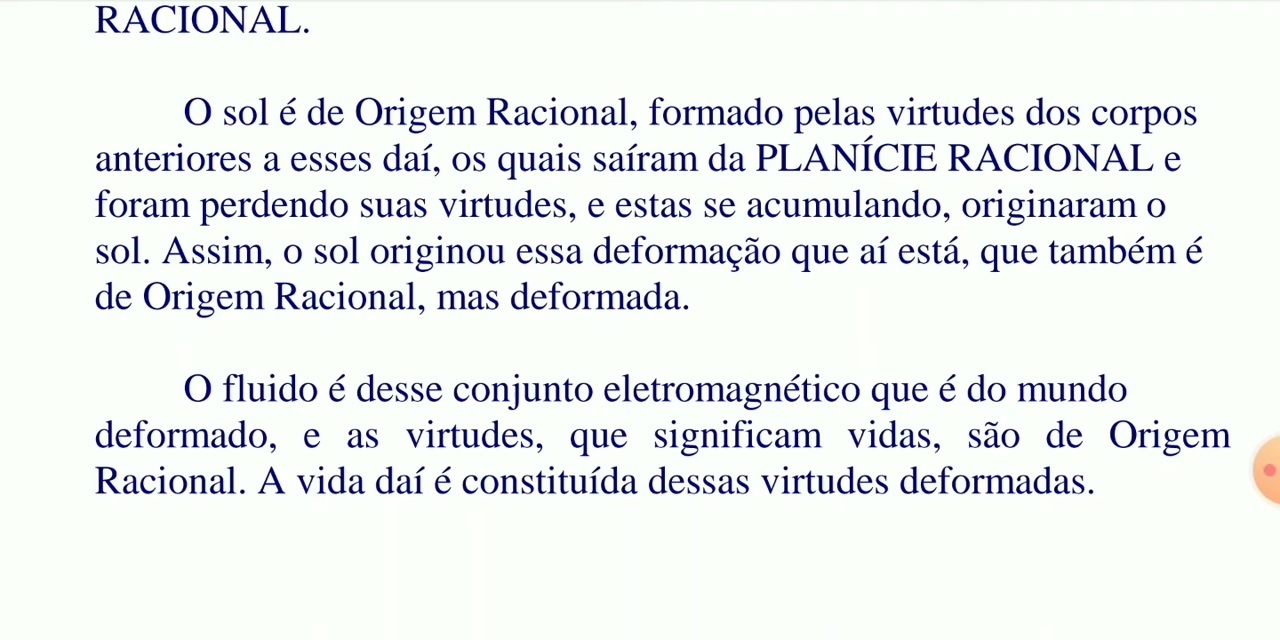 RACIONAL.
O sol é de Origem Racional, formado pelas virtudes dos corpos
anteriores a esses daí, os quais saíram da PLANÍCIE RACIONAL e
foram perdendo suas virtudes, e estas se acumulando, originaram o
sol. Assim, o sol originou essa deformação que aí está, que também é
de Origem Racional, mas deformada.
O fluido é desse conjunto eletromagnético que é do mundo
deformado, e as virtudes, que significam vidas, são de Origem
Racional. A vida daí é constituída dessas virtudes deformadas.